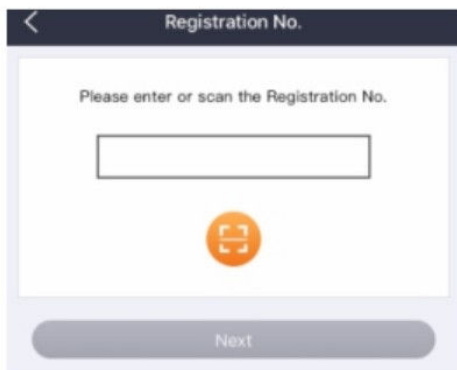 Registration No.
Please enter or scan the Registration No.
Next